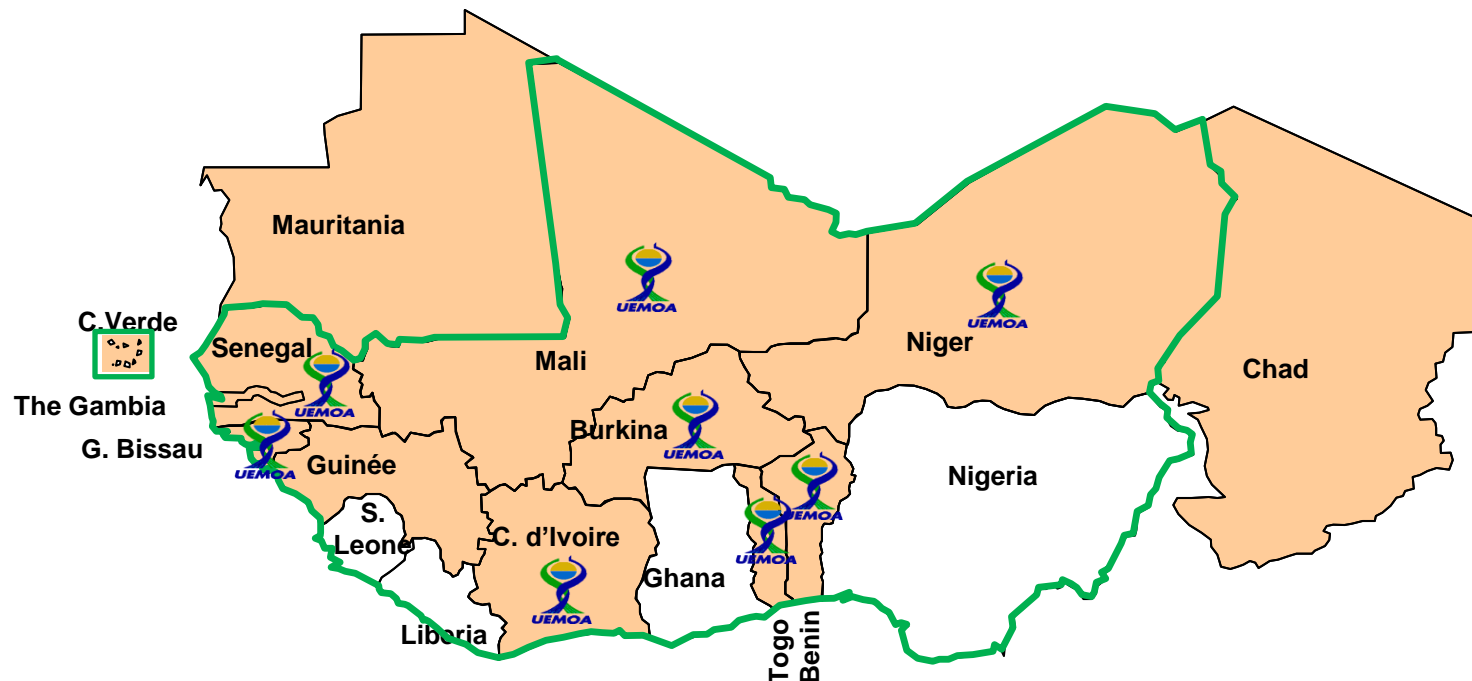 Mauritania
UEMOA
UEMOA
C.Verde
Senegal
Mali
Niger
Chad
UEMOA
The Gambia
Burkina
G. Bissau
UEMOA
UEMOA
Guinée
Nigeria
S.
Leone
UEMOA
C. d'Ivoire
UEMOA
Ghana
UEMOA
Liberia
Togo
Benin